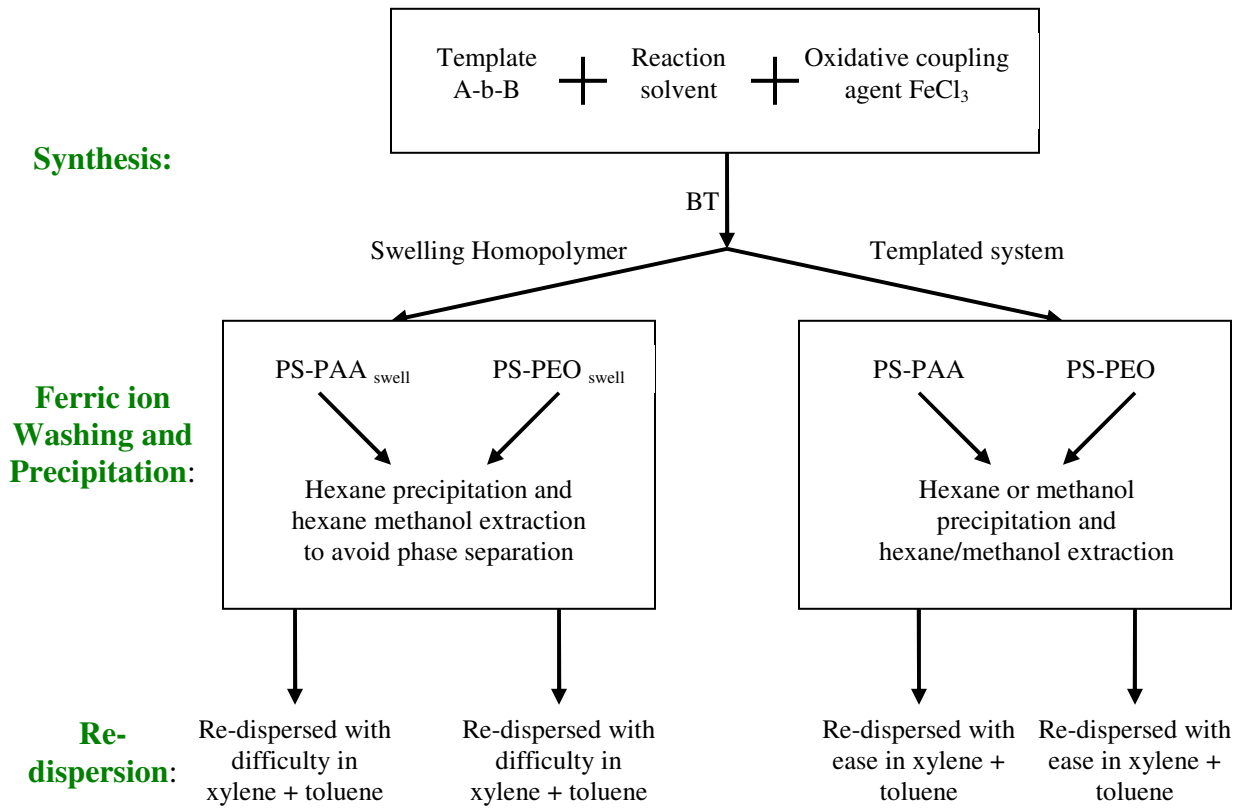 Template
A-b-B
Reaction
solvent
Oxidative coupling
agent FeCl₃
Synthesis:
BT
Swelling Homopolymer
Templated system
PS-PAA swell
PS-PEO swell
PS-PAA
PS-PEO
Ferric ion
Washing and
Precipitation:
Hexane precipitation and
hexane methanol extraction
to avoid phase separation
Hexane or methanol
precipitation and
hexane/methanol extraction
Re-
dispersion:
Re-dispersed with
difficulty in
xylene + toluene
Re-dispersed with
difficulty in
xylene + toluene
Re-dispersed with
ease in xylene +
toluene
Re-dispersed with
ease in xylene +
toluene